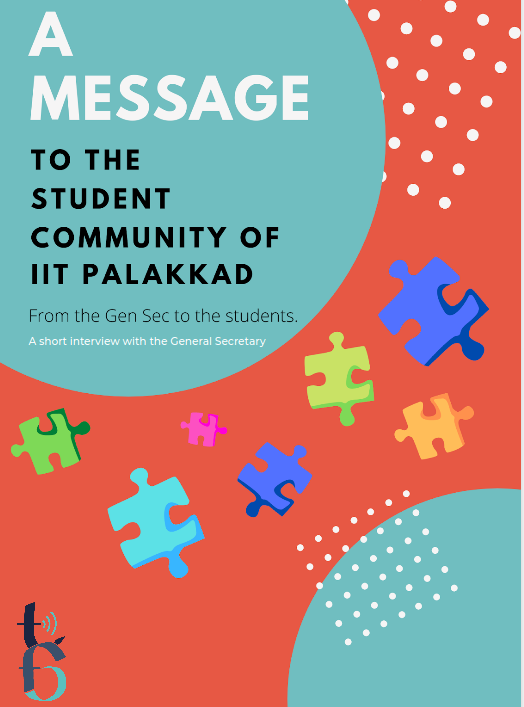 A
MESSAGE
TO THE
STUDENT
COMMUNITY OF
IIT PALAKKAD
From the Gen Sec to the students.
A short interview with the General Secretary